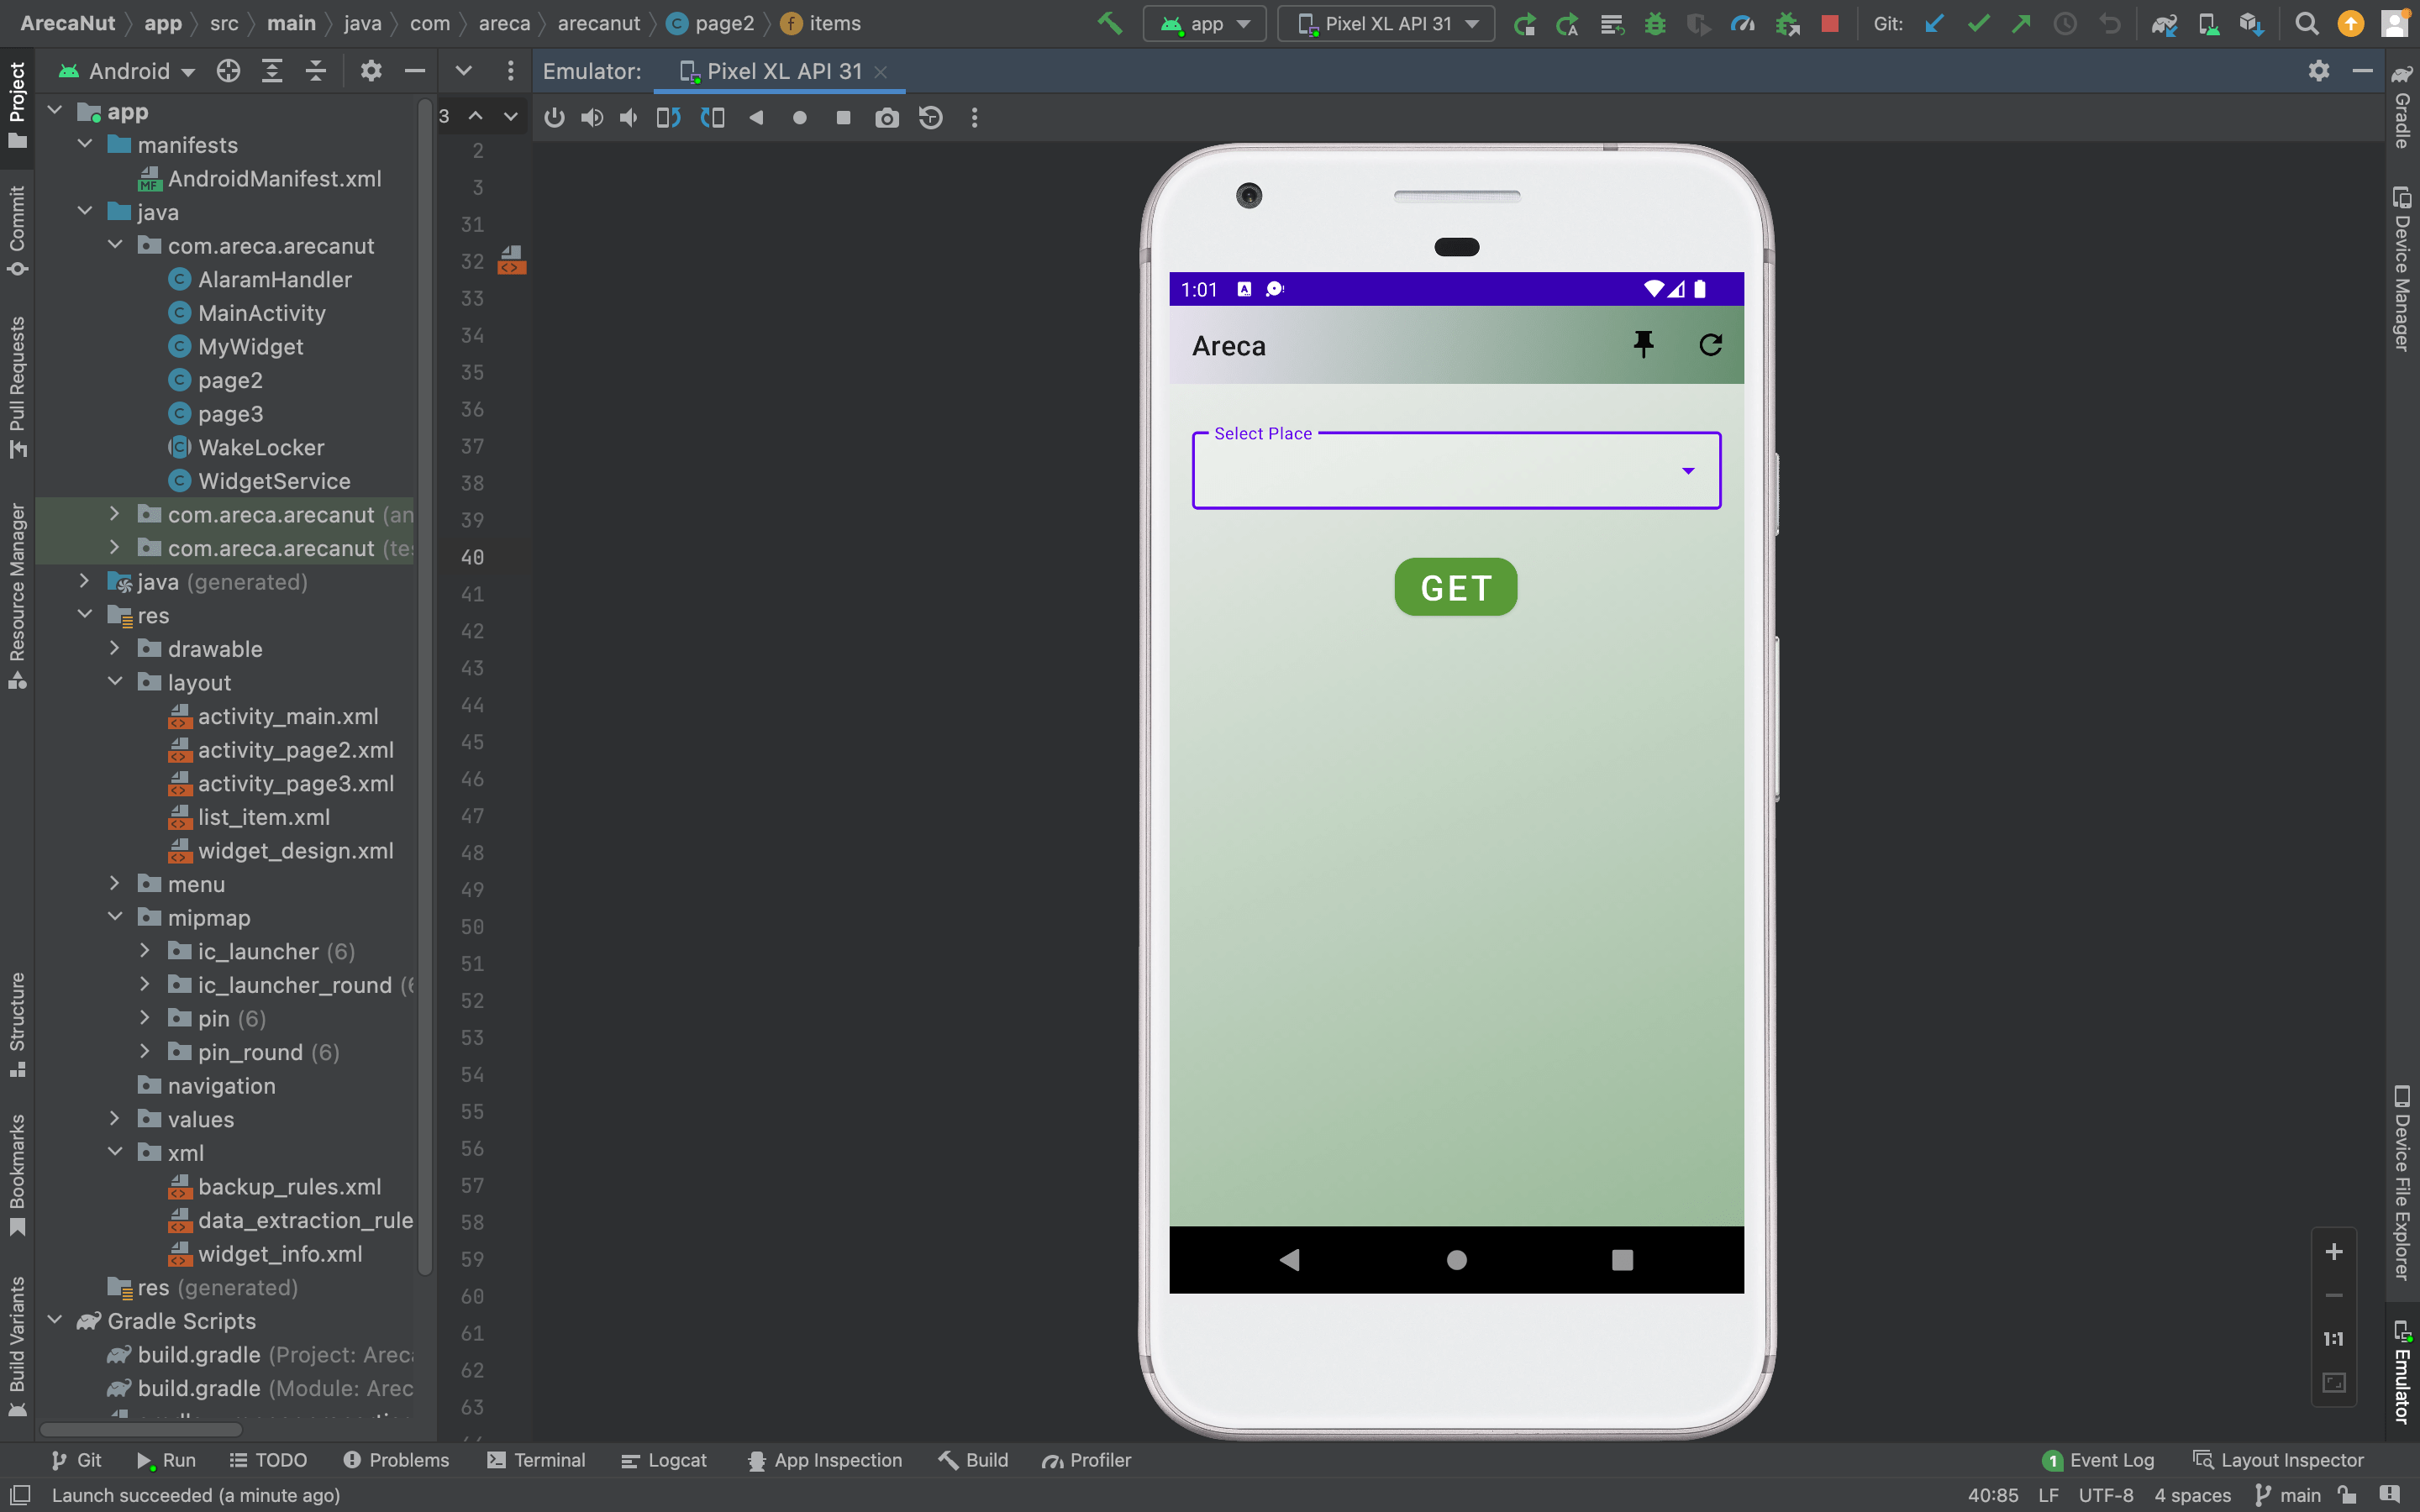 ArecaNut app src main java com areca arecanut page2 items
app Pixel XL API 31 Git:
Android
Emulator: Pixel XL API 31
Project
Commit
Pull Requests
Resource Manager
Structure
Bookmarks
Build Variants
app
manifests
AndroidManifest.xml
java
com.areca.arecanut
AlaramHandler
MainActivity
MyWidget
page2
page3
WakeLocker
WidgetService
com.areca.arecanut (an
com.areca.arecanut (tes
java (generated)
res
drawable
layout
activity_main.xml
activity_page2.xml
activity_page3.xml
list_item.xml
widget_design.xml
menu
mipmap
ic_launcher (6)
ic_launcher_round (6
pin (6)
pin_round (6)
navigation
values
xml
backup_rules.xml
data_extraction_rule
widget_info.xml
res (generated)
Gradle Scripts
build.gradle (Project: Areca
build.gradle (Module: Arec
3
2
3
31
32
33
34
35
36
37
38
39
40
41
42
43
44
45
46
47
48
49
50
51
52
53
54
55
56
57
58
59
60
61
62
63
1:01
Areca
Select Place
GET
1:1
Gradle
Device Manager
Device File Explorer
Emulator
Git Run TODO Problems Terminal Logcat App Inspection Build Profiler
1 Event Log Layout Inspector
Launch succeeded (a minute ago)
40:85 LF UTF-8 4 spaces main